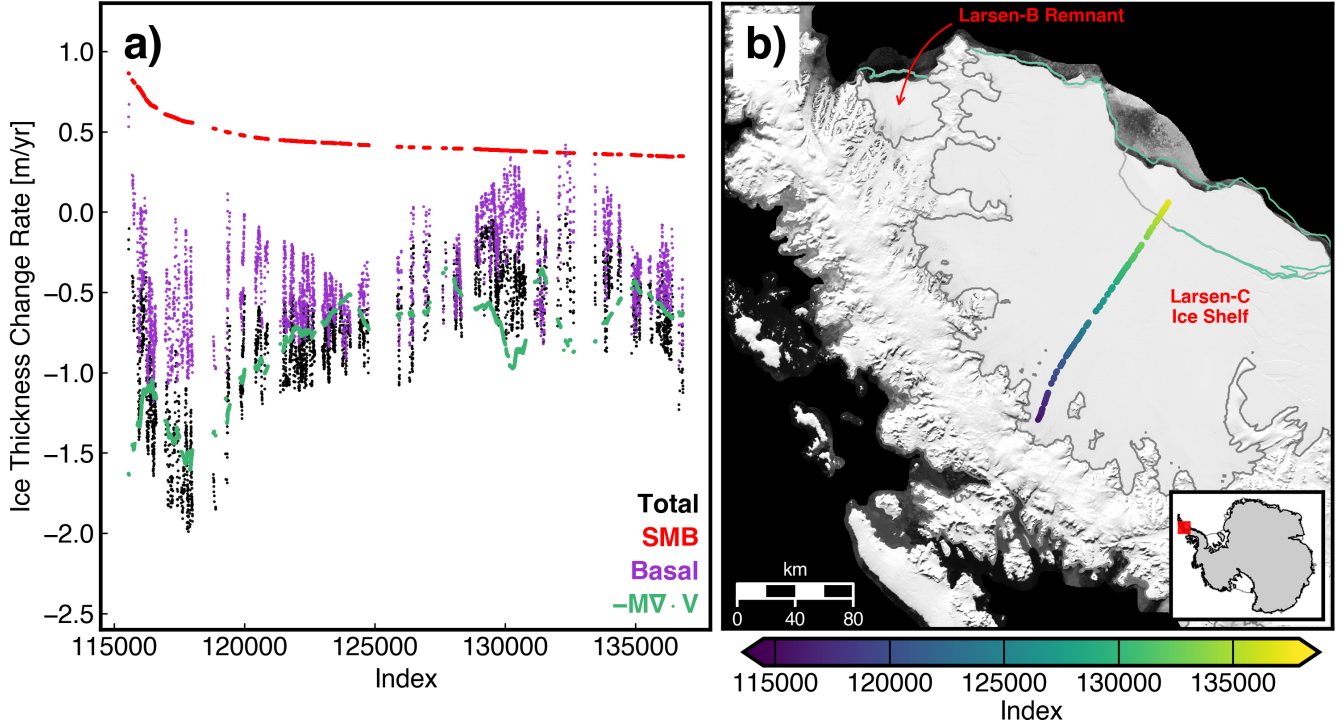 a)
Ice Thickness Change Rate [m/yr]
1.0
0.5
0.0
−0.5
−1.0
−1.5
−2.0
−2.5
Total
SMB
Basal
−M∇ · V
115000 120000 125000 130000 135000
Index
b)
Larsen-B Remnant
Larsen-C
Ice Shelf
km
0 40 80
115000 120000 125000 130000 135000
Index